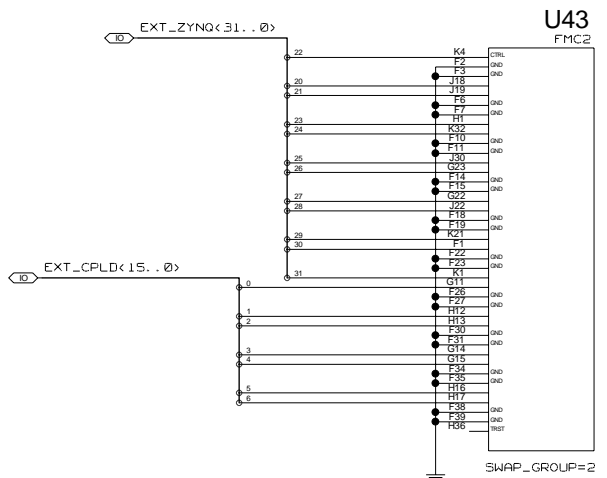 U43
FMC2
EXT_ZYNQ<31..0>
IO
22 K4 CTRL
F2 GND
F3 GND
20 J18
21 J19
F6 GND
F7 GND
23 H1
24 K32
F10 GND
F11 GND
25 J30
26 G23
F14 GND
F15 GND
27 G22
28 J22
F18 GND
F19 GND
29 K21
30 F1
F22 GND
F23 GND
31 K1
EXT_CPLD<15..0>
IO
0 G11
F26 GND
F27 GND
1 H12
2 H13
F30 GND
F31 GND
3 G14
4 G15
F34 GND
F35 GND
5 H16
6 H17
F38 GND
F39 GND
H36 TRST
SWAP_GROUP=2